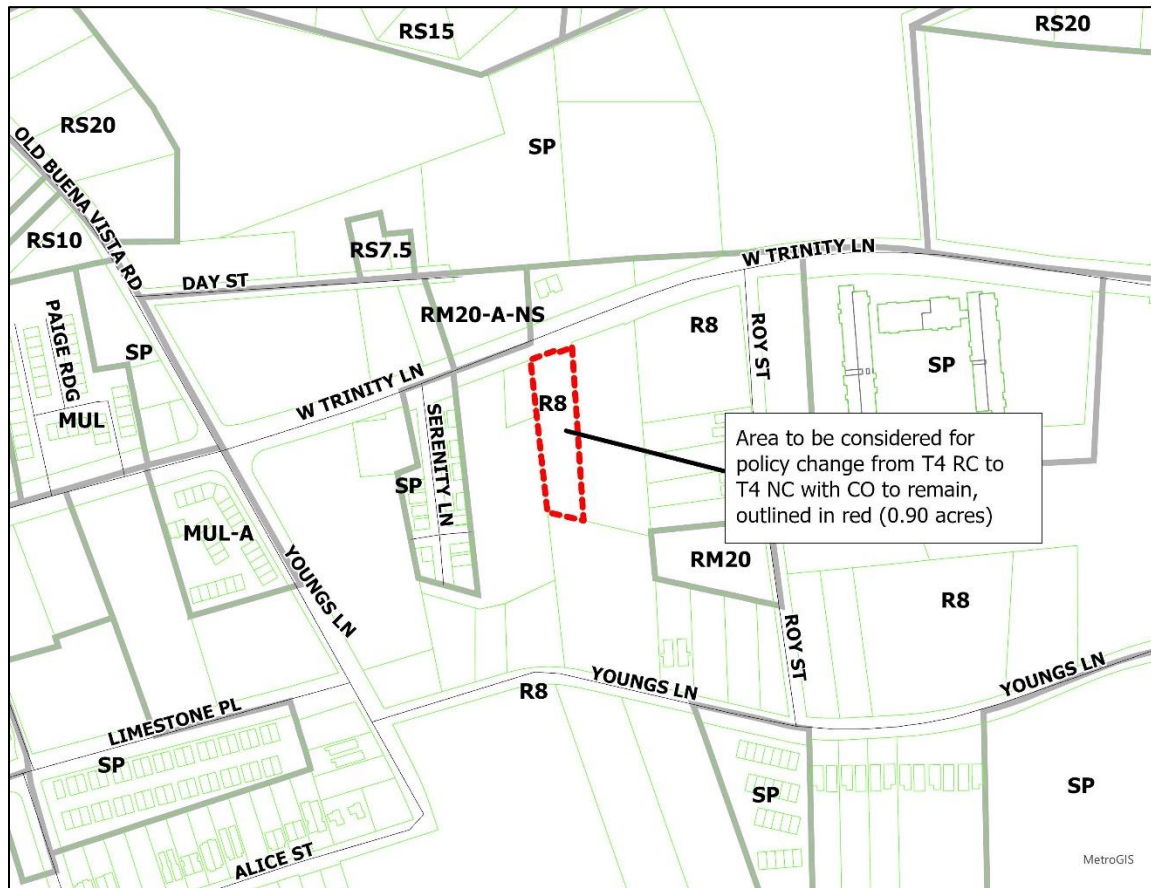 RS15
RS20
RS20
SP
OLD BUENA VISTA RD
RS10
RS7.5
W TRINITY LN
DAY ST
RM20-A-NS
PAIGE RDG
SP
R8
ROY ST
SP
W TRINITY LN
R8
SERENITY LN
MUL
SP
Area to be considered for
policy change from T4 RC to
T4 NC with CO to remain,
outlined in red (0.90 acres)
MUL-A
YOUNGS LN
RM20
R8
ROY ST
YOUNGS LN
YOUNGS LN
R8
LIMESTONE PL
SP
SP
SP
ALICE ST
MetroGIS